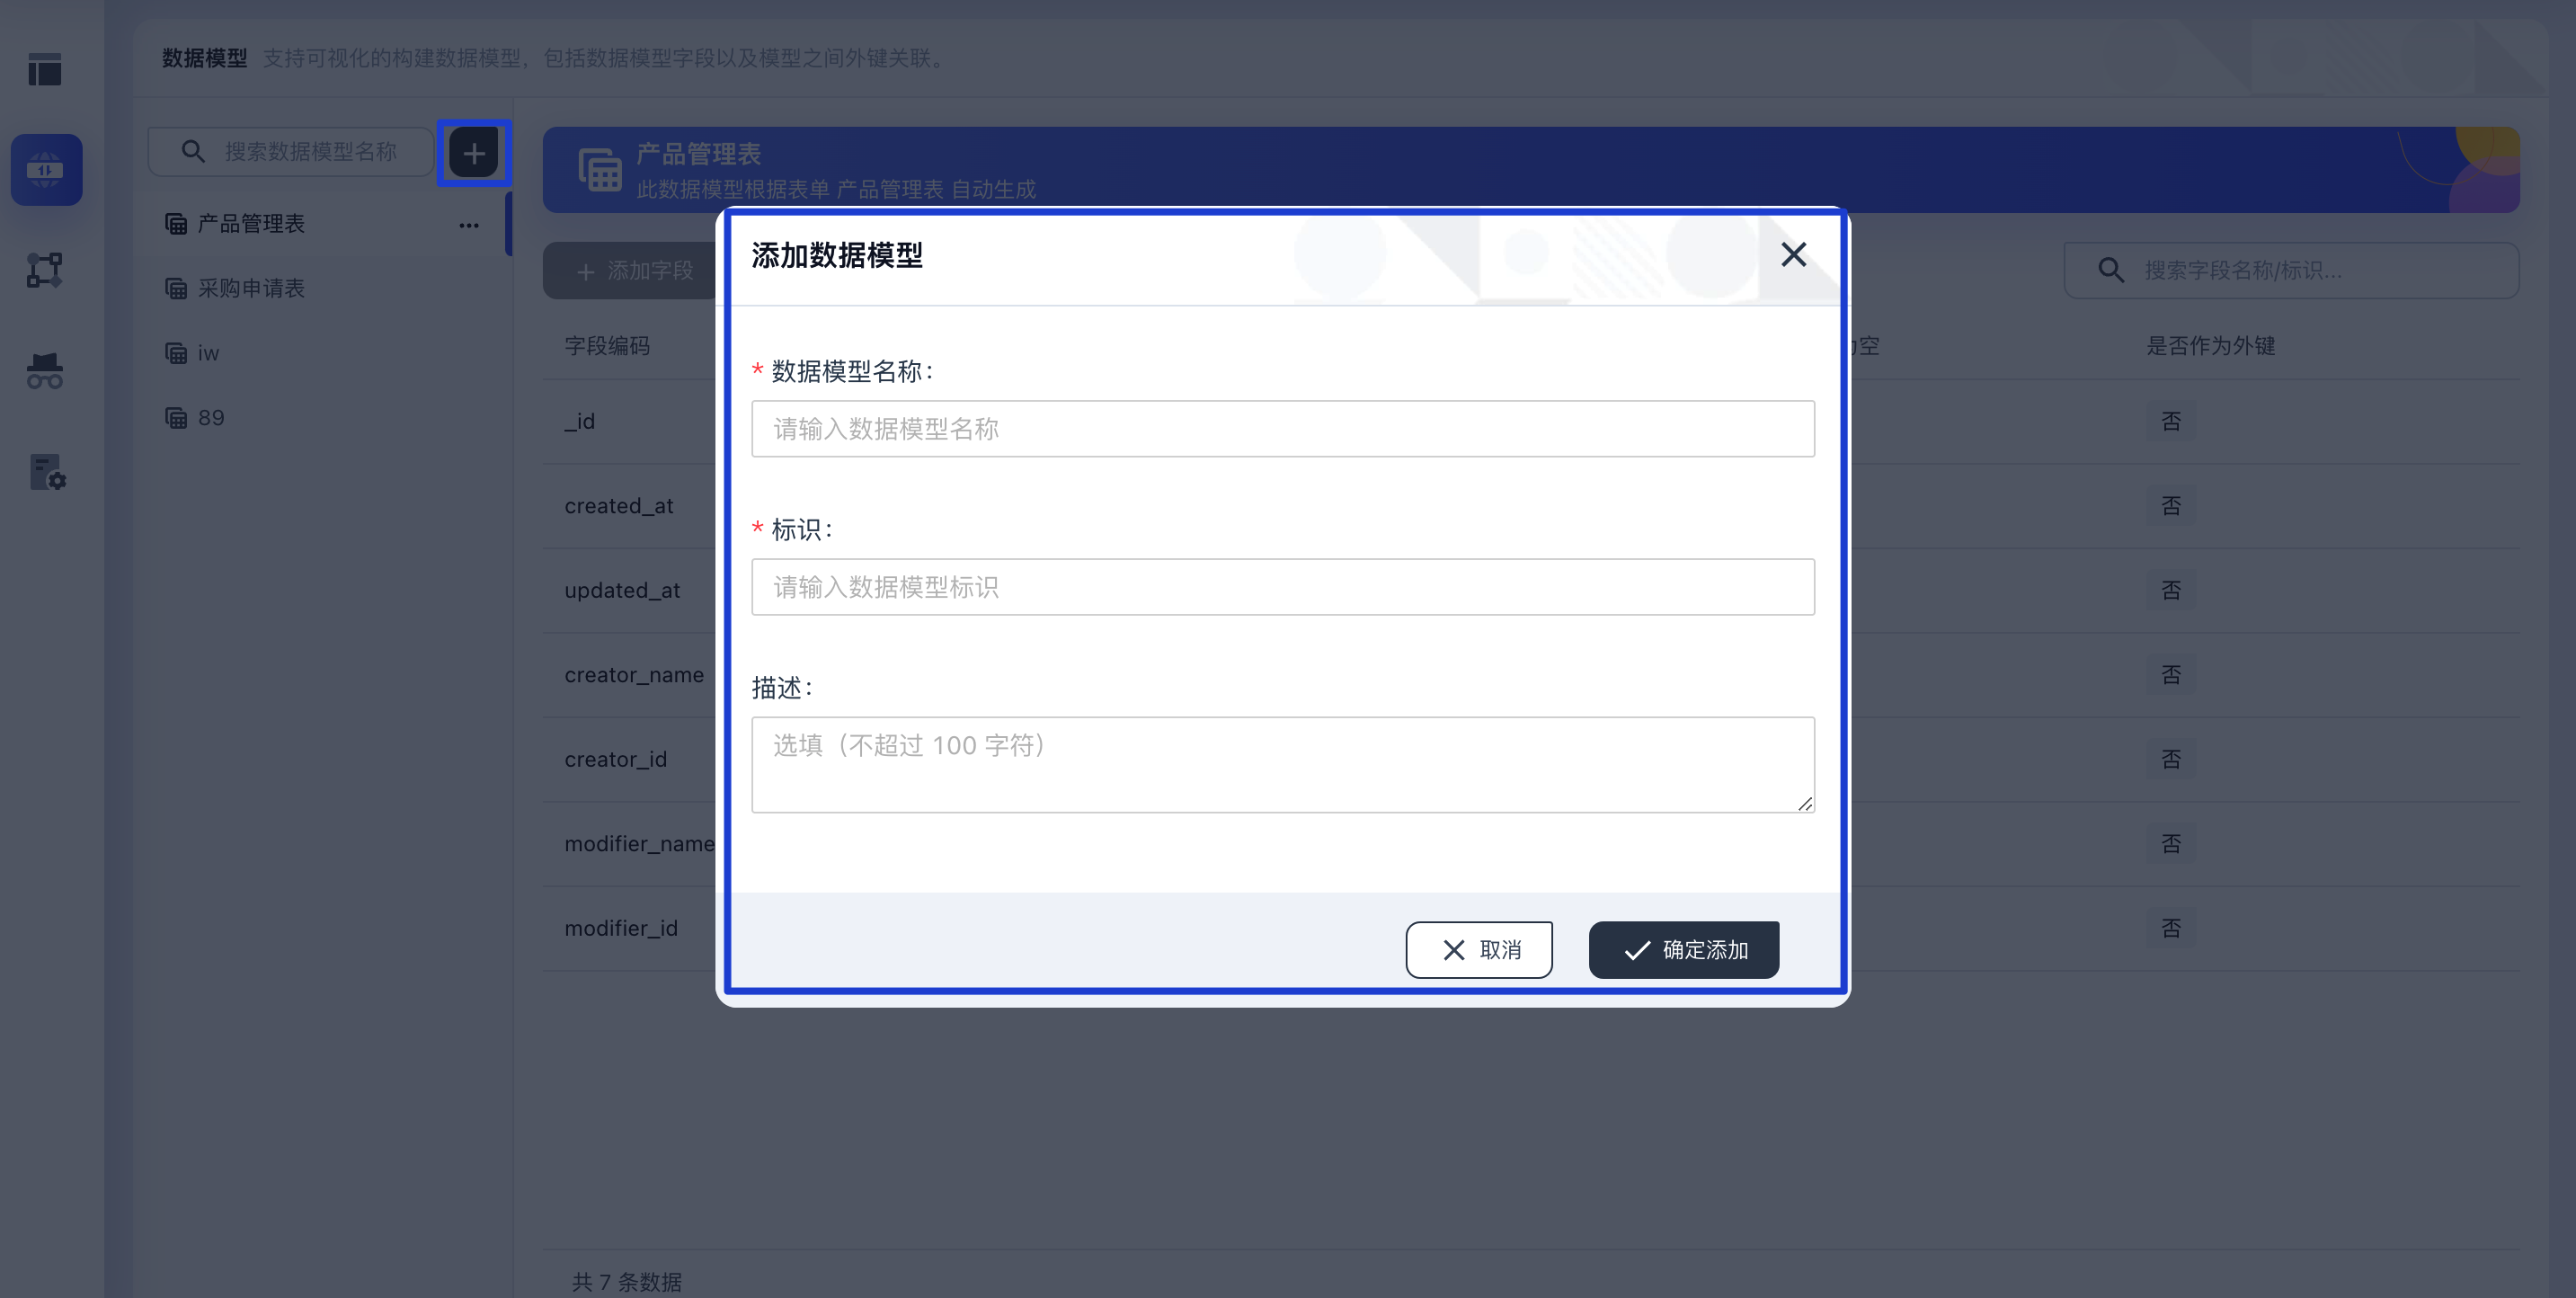 数据模型 支持可视化的构建数据模型，包括数据模型字段以及模型之间外键关联。
搜索数据模型名称
产品管理表
采购申请表
iw
89
产品管理表
此数据模型根据表单 产品管理表 自动生成
添加字段
搜索字段名称/标识...
字段编码 空 是否作为外键
_id 否
created_at 否
updated_at 否
creator_name 否
creator_id 否
modifier_name 否
modifier_id 否
共 7 条数据
添加数据模型
* 数据模型名称：
请输入数据模型名称
* 标识：
请输入数据模型标识
描述：
选填（不超过 100 字符）
取消 确定添加